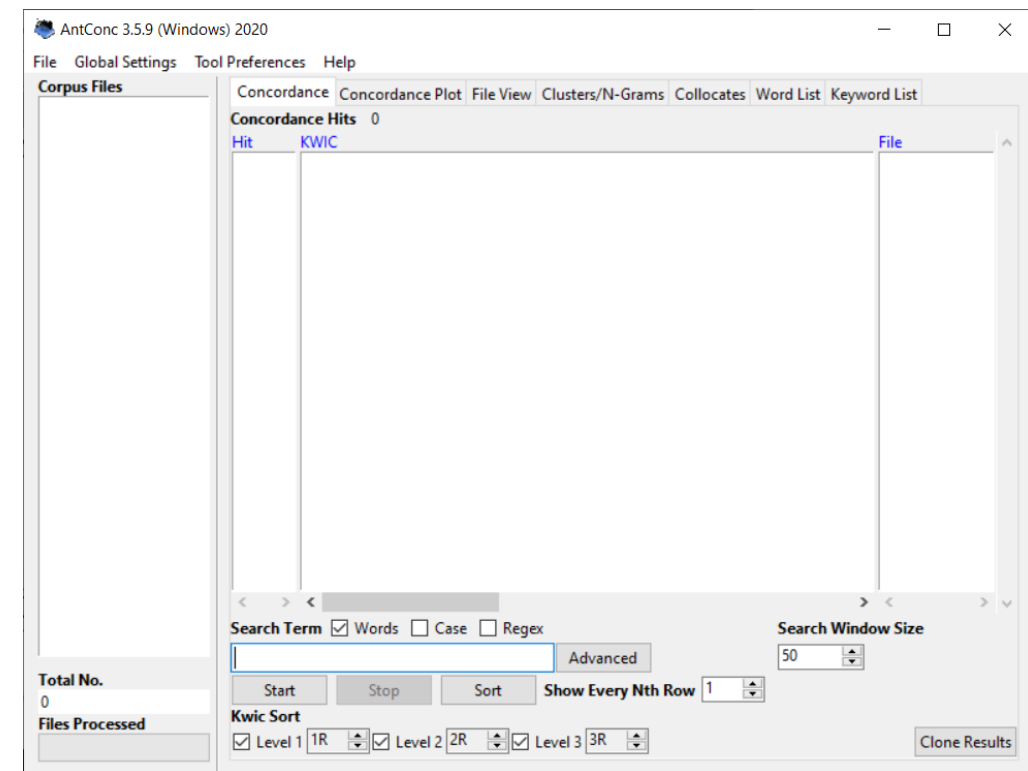 AntConc 3.5.9 (Windows) 2020
File Global Settings Tool Preferences Help
Corpus Files
Concordance Concordance Plot File View Clusters/N-Grams Collocates Word List Keyword List
Concordance Hits 0
Hit KWIC File
Search Term Words Case Regex Search Window Size
Advanced 50
Total No.
0
Start Stop Sort Show Every Nth Row 1
Files Processed
Kwic Sort
Level 1 1R Level 2 2R Level 3 3R Clone Results